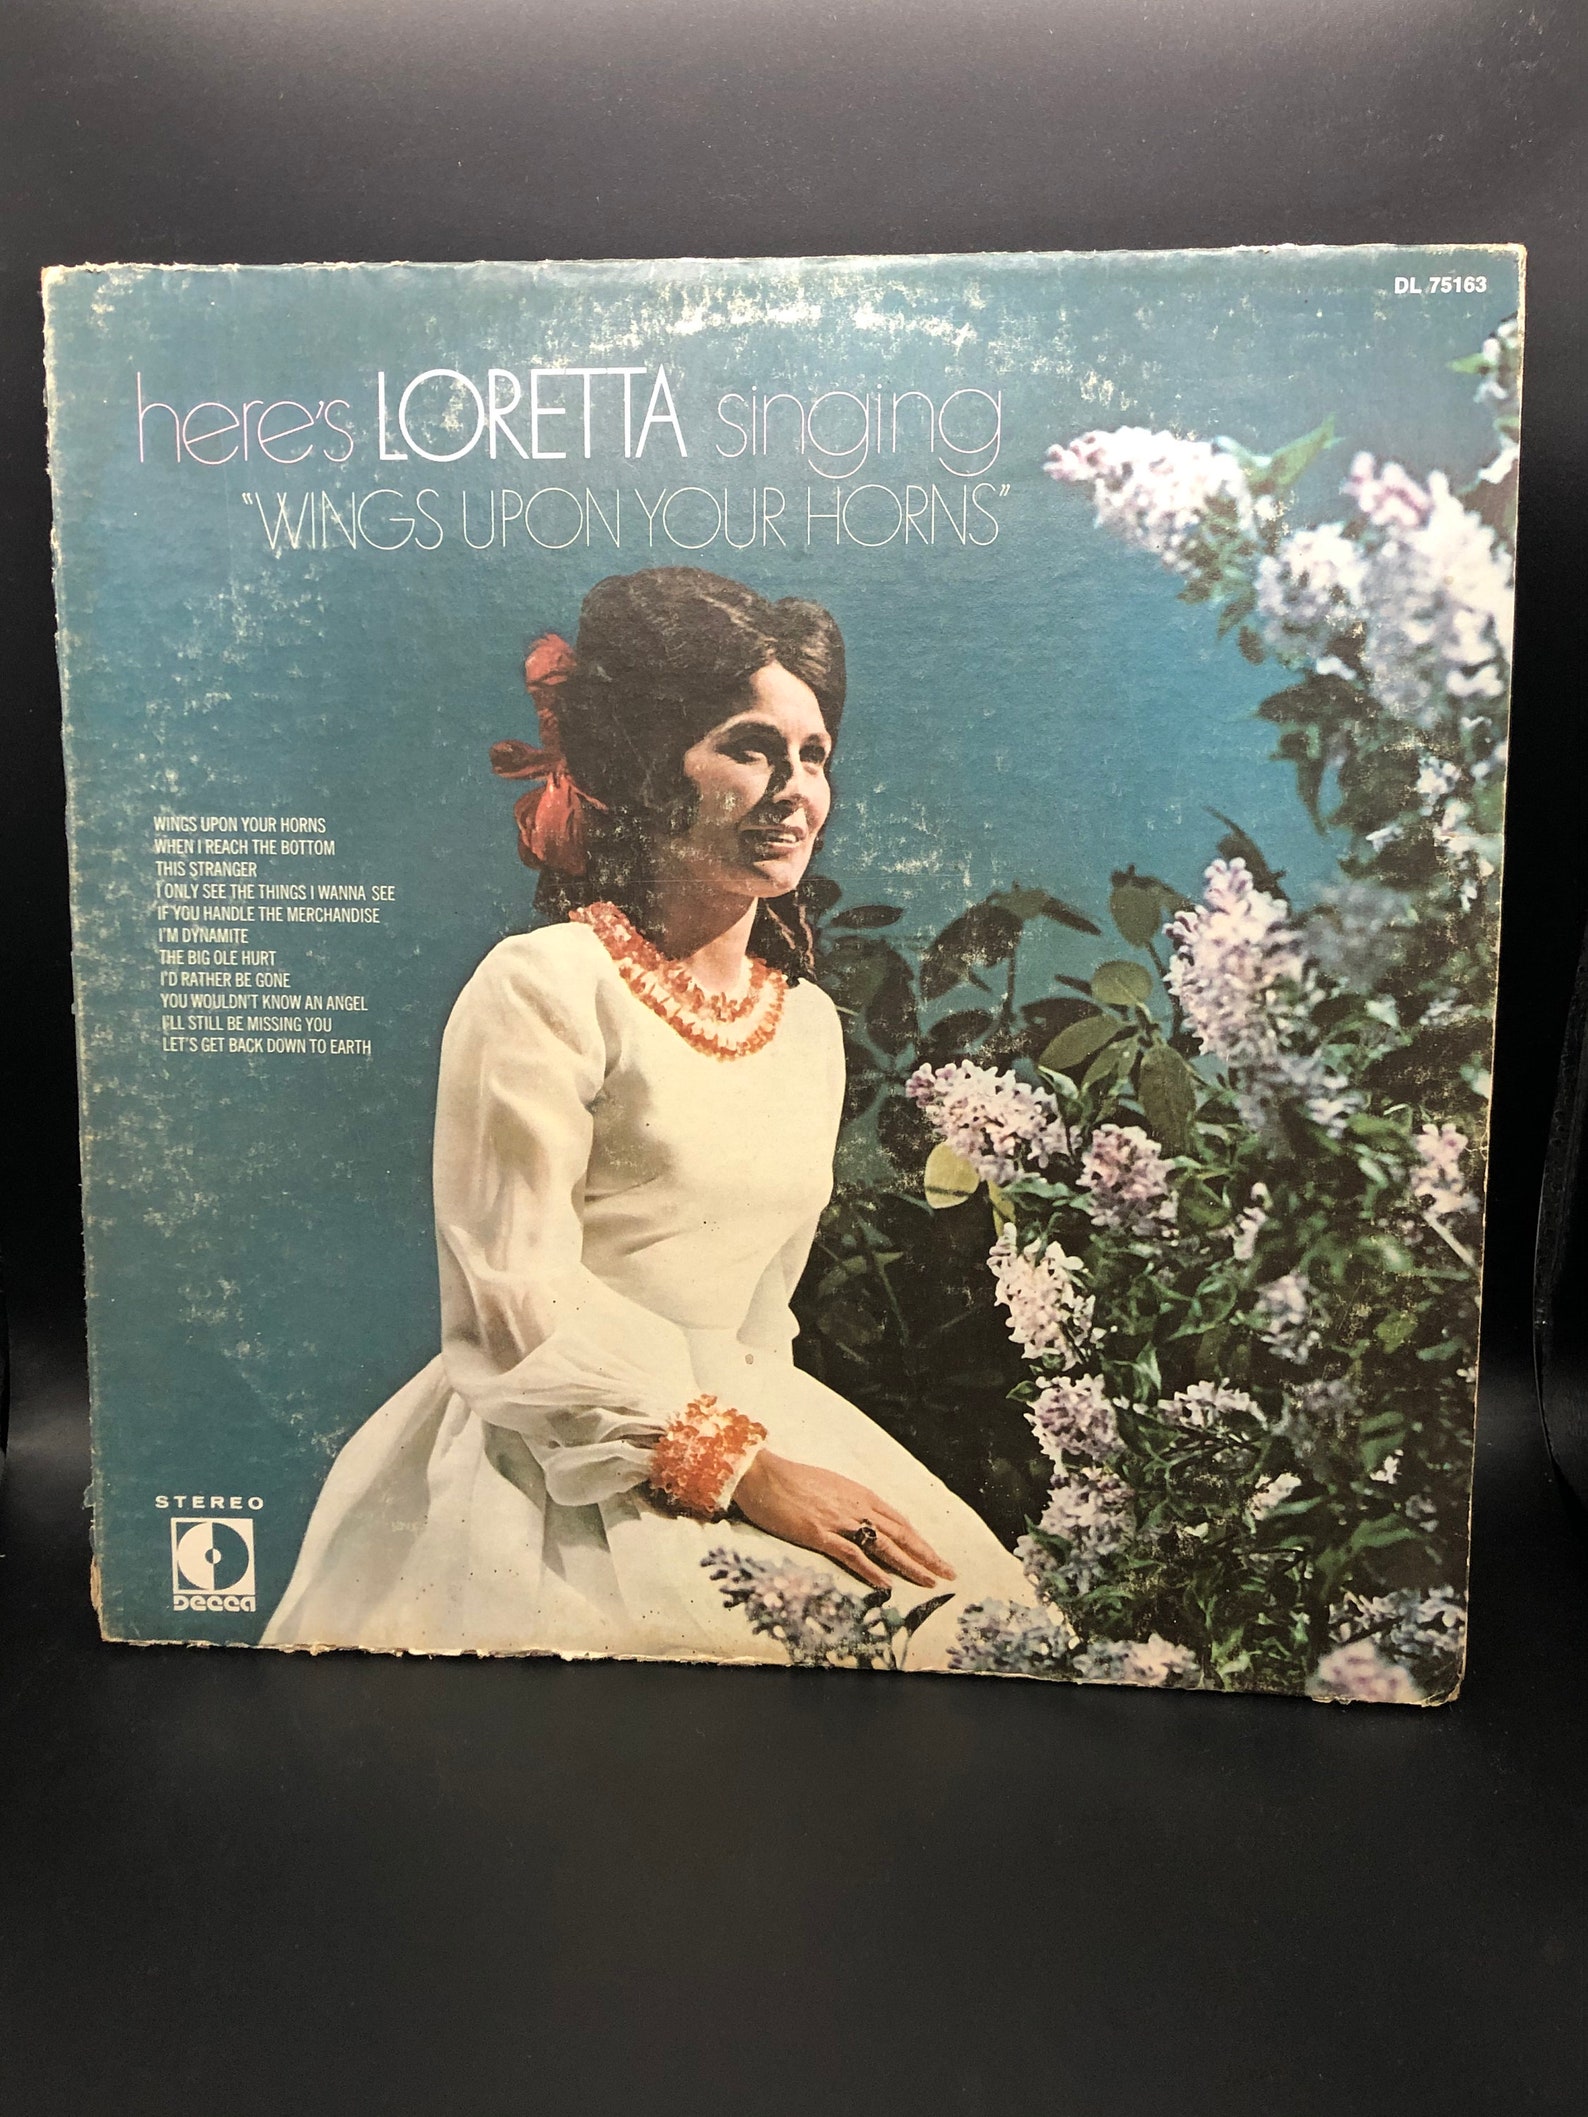 DL 75163
here's LORETTA singing
"WINGS UPON YOUR HORNS"
WINGS UPON YOUR HORNS
WHEN I REACH THE BOTTOM
THIS STRANGER
I ONLY SEE THE THINGS I WANNA SEE
IF YOU HANDLE THE MERCHANDISE
I'M DYNAMITE
THE BIG OLE HURT
I'D RATHER BE GONE
YOU WOULDN'T KNOW AN ANGEL
I'LL STILL BE MISSING YOU
LET'S GET BACK DOWN TO EARTH
STEREO
DECCA